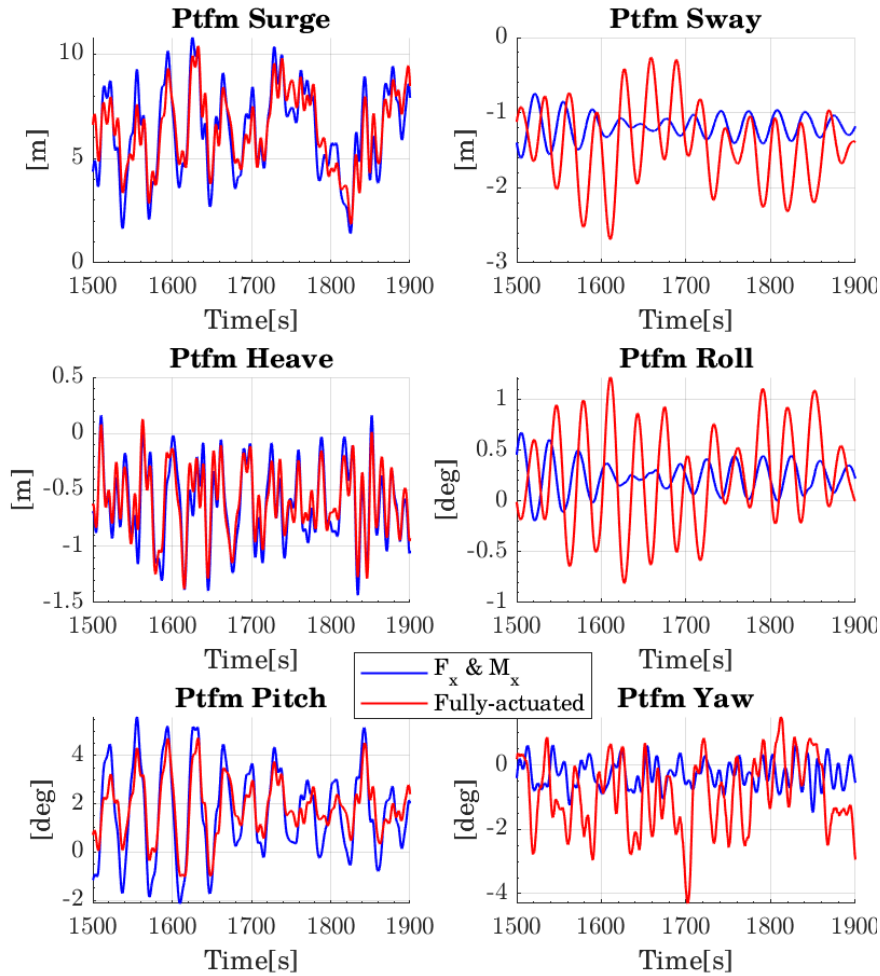 Ptfm Surge
10
5
0
[m]
1500 1600 1700 1800 1900
Time[s]
Ptfm Sway
0
-1
-2
-3
[m]
1500 1600 1700 1800 1900
Time[s]
Ptfm Heave
0.5
0
-0.5
-1
-1.5
[m]
1500 1600 1700 1800 1900
Time[s]
Ptfm Roll
1
0.5
0
-0.5
-1
[deg]
1500 1600 1700 1800 1900
Time[s]
F_x & M_x
Fully-actuated
Ptfm Pitch
4
2
0
-2
[deg]
1500 1600 1700 1800 1900
Time[s]
Ptfm Yaw
0
-2
-4
[deg]
1500 1600 1700 1800 1900
Time[s]